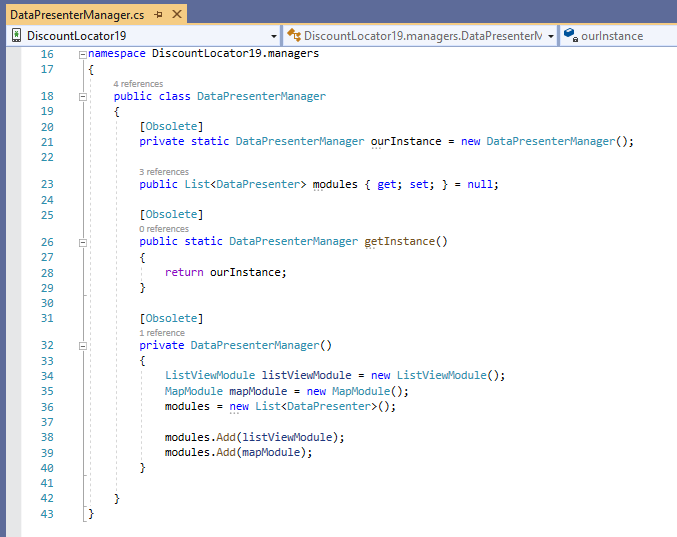 DataPresenterManager.cs
DiscountLocator19 DiscountLocator19.managers.DataPresenterM ourInstance
16 namespace DiscountLocator19.managers
17 {
4 references
18 public class DataPresenterManager
19 {
20 [Obsolete]
21 private static DataPresenterManager ourInstance = new DataPresenterManager();
22
3 references
23 public List<DataPresenter> modules { get; set; } = null;
24
25 [Obsolete]
0 references
26 public static DataPresenterManager getInstance()
27 {
28 return ourInstance;
29 }
30
31 [Obsolete]
1 reference
32 private DataPresenterManager()
33 {
34 ListViewModule listViewModule = new ListViewModule();
35 MapModule mapModule = new MapModule();
36 modules = new List<DataPresenter>();
37
38 modules.Add(listViewModule);
39 modules.Add(mapModule);
40 }
41
42 }
43 }